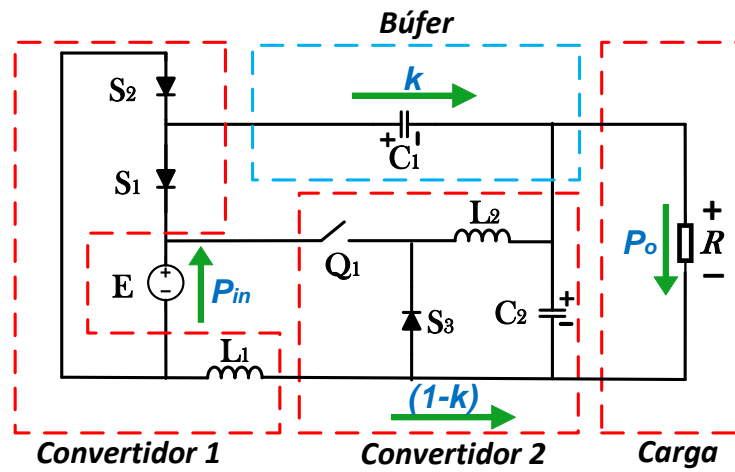 Búfer
k
S2
+ C1 -
S1
L2
Po
+
R
-
Q1
E
+
-
Pin
S3
C2
+
-
L1
(1-k)
Convertidor 1
Convertidor 2
Carga